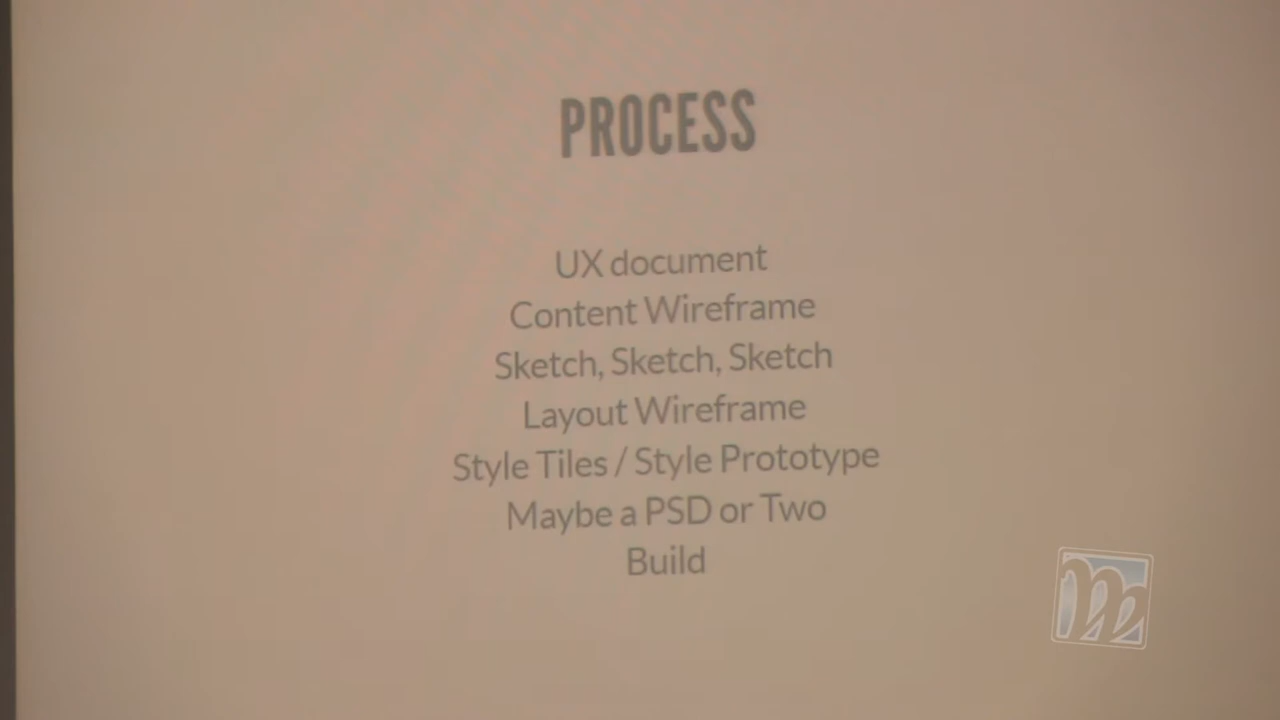 PROCESS
UX document
Content Wireframe
Sketch, Sketch, Sketch
Layout Wireframe
Style Tiles / Style Prototype
Maybe a PSD or Two
Build